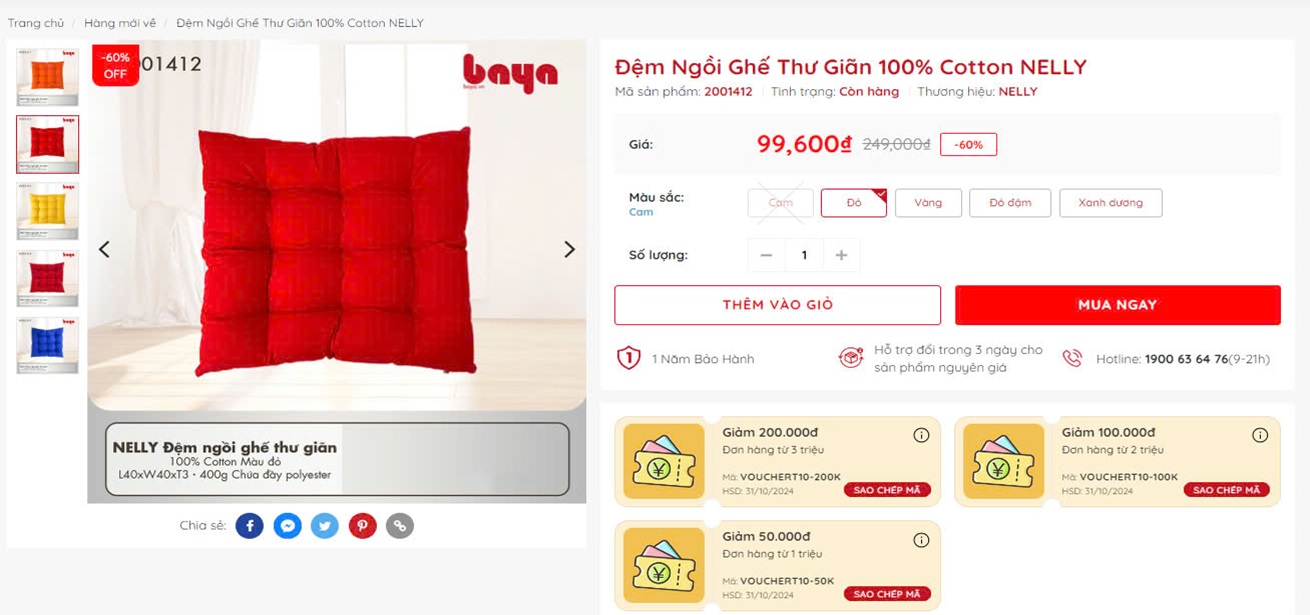 Trang chủ / Hàng mới về / Đệm Ngồi Ghế Thư Giãn 100% Cotton NELLY
-60%
OFF
001412
baya
baya.vn
NELLY Đệm ngồi ghế thư giãn
100% Cotton Màu đỏ
L40xW40xT3 • 400g Chứa đầy polyester
Chia sẻ:
Đệm Ngồi Ghế Thư Giãn 100% Cotton NELLY
Mã sản phẩm: 2001412 | Tình trạng: Còn hàng | Thương hiệu: NELLY
Giá: 99,600₫ 249,000₫ -60%
Màu sắc:
Cam
Cam Đỏ Vàng Đỏ đậm Xanh dương
Số lượng: − 1 +
THÊM VÀO GIỎ MUA NGAY
1 Năm Bảo Hành
Hỗ trợ đổi trong 3 ngày cho
sản phẩm nguyên giá
Hotline: 1900 63 64 76(9-21h)
Giảm 200.000đ
Đơn hàng từ 3 triệu
Mã: VOUCHERT10-200K
HSD: 31/10/2024
SAO CHÉP MÃ
Giảm 100.000đ
Đơn hàng từ 2 triệu
Mã: VOUCHERT10-100K
HSD: 31/10/2024
SAO CHÉP MÃ
Giảm 50.000đ
Đơn hàng từ 1 triệu
Mã: VOUCHERT10-50K
HSD: 31/10/2024
SAO CHÉP MÃ